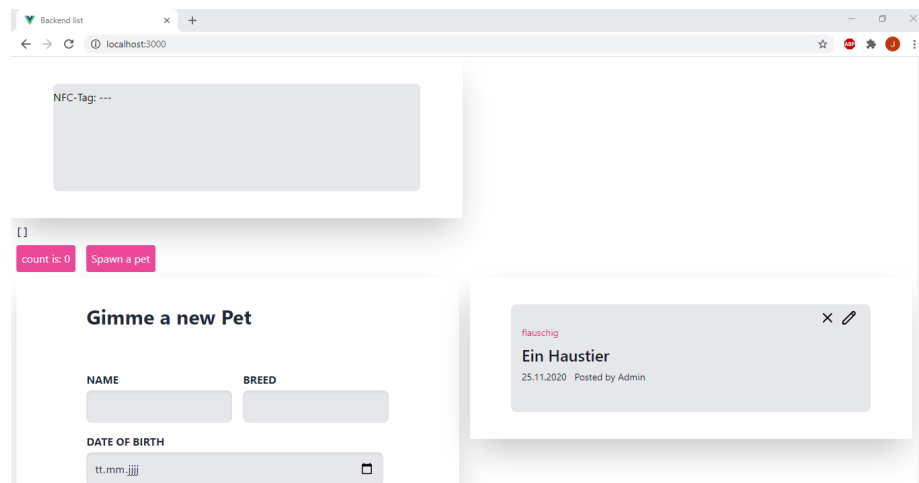 Backend list
localhost:3000
ABP
J
NFC-Tag: ---
[ ]
count is: 0 Spawn a pet
Gimme a new Pet
NAME BREED
DATE OF BIRTH
tt.mm.jjjj
flauschig
Ein Haustier
25.11.2020 Posted by Admin